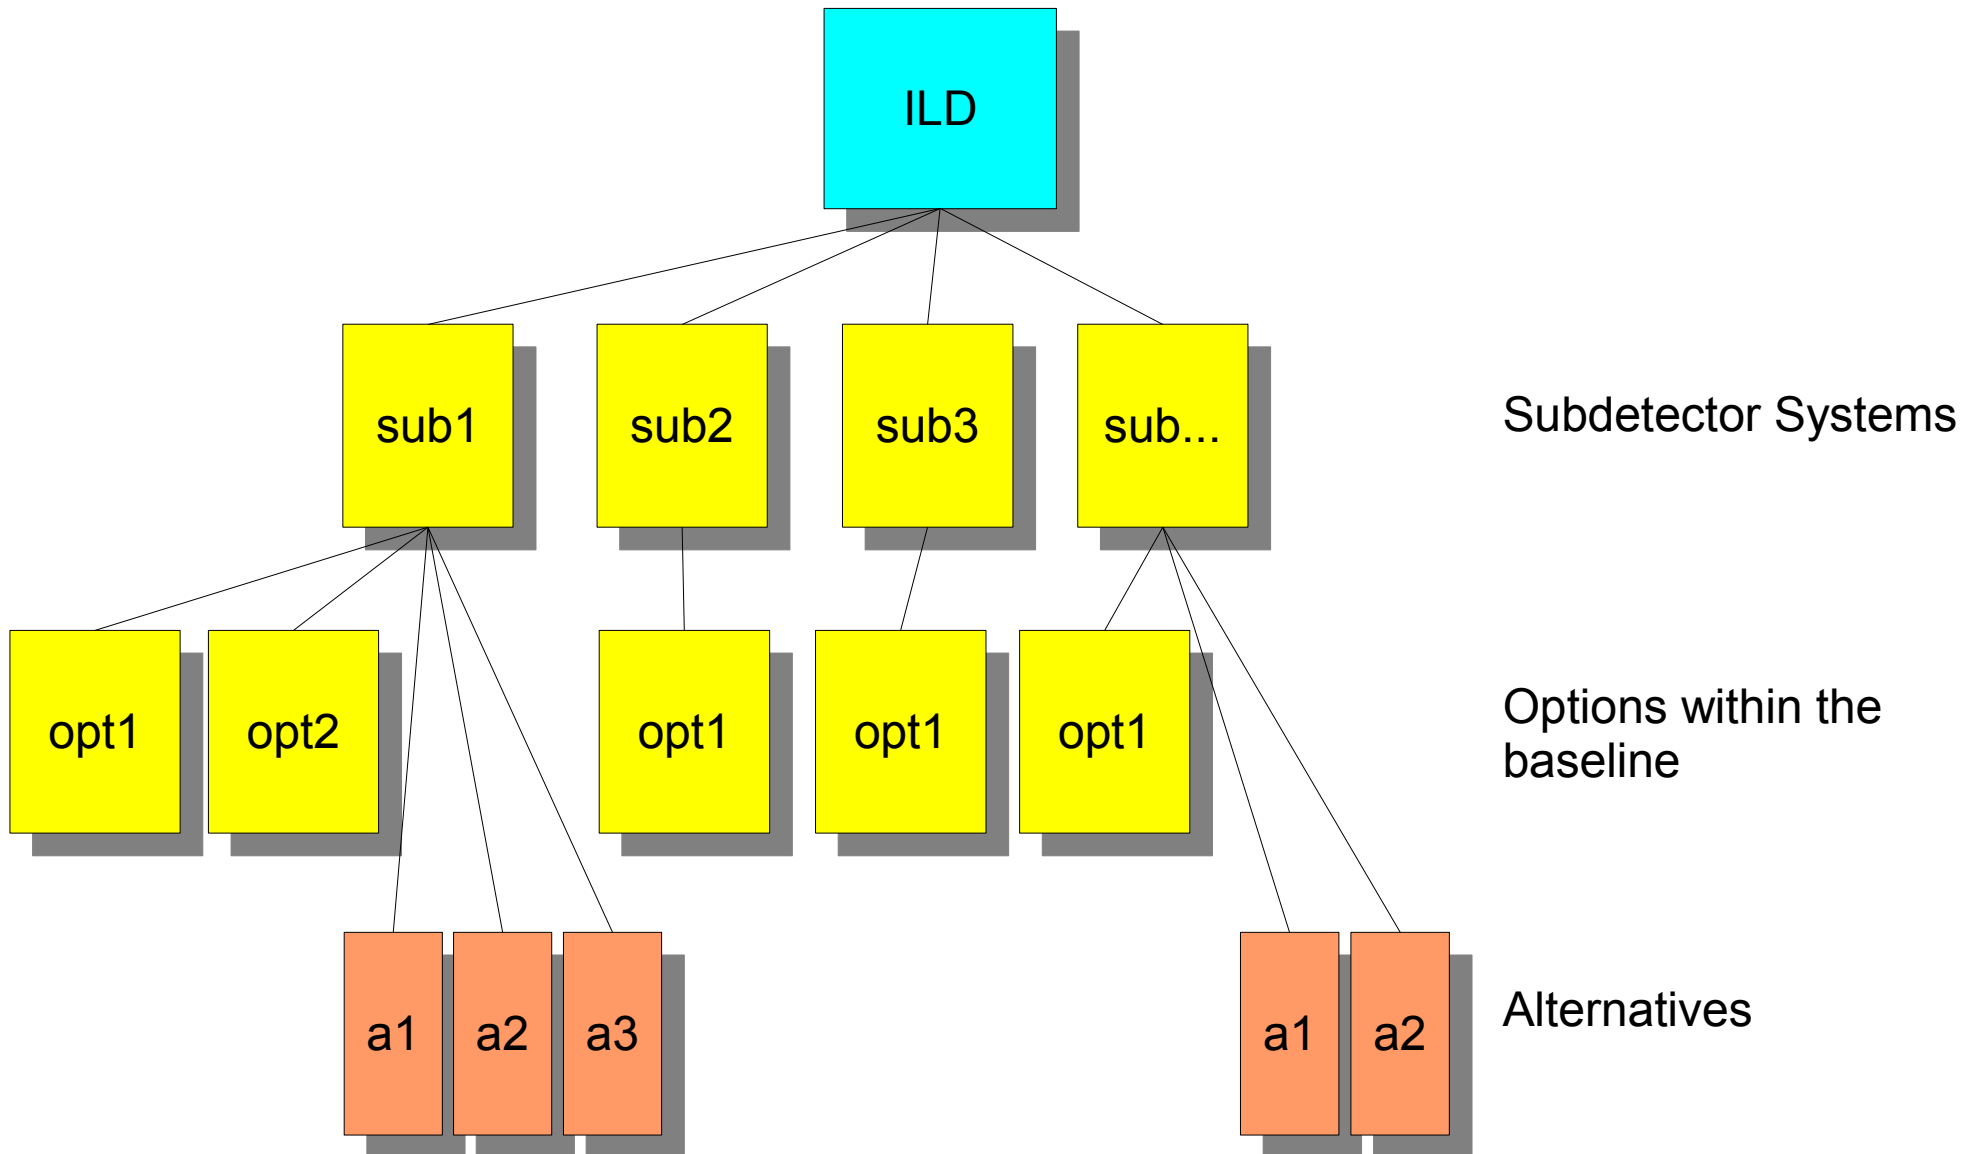 ILD
sub1
sub2
sub3
sub...
Subdetector Systems
opt1
opt2
opt1
opt1
opt1
Options within the
baseline
a1
a2
a3
a1
a2
Alternatives